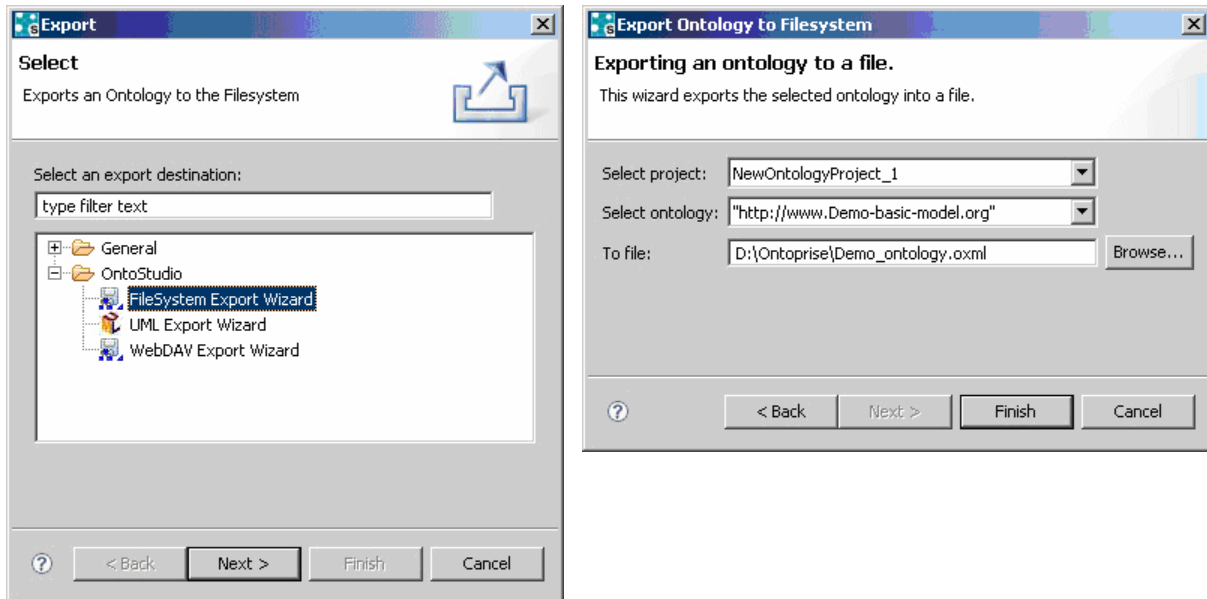 Export
Select
Exports an Ontology to the Filesystem
Select an export destination:
type filter text
General
OntoStudio
FileSystem Export Wizard
UML Export Wizard
WebDAV Export Wizard
< Back
Next >
Finish
Cancel
Export Ontology to Filesystem
Exporting an ontology to a file.
This wizard exports the selected ontology into a file.
Select project: NewOntologyProject_1
Select ontology: "http://www.Demo-basic-model.org"
To file: D:\Ontoprise\Demo_ontology.oxml Browse...
< Back
Next >
Finish
Cancel